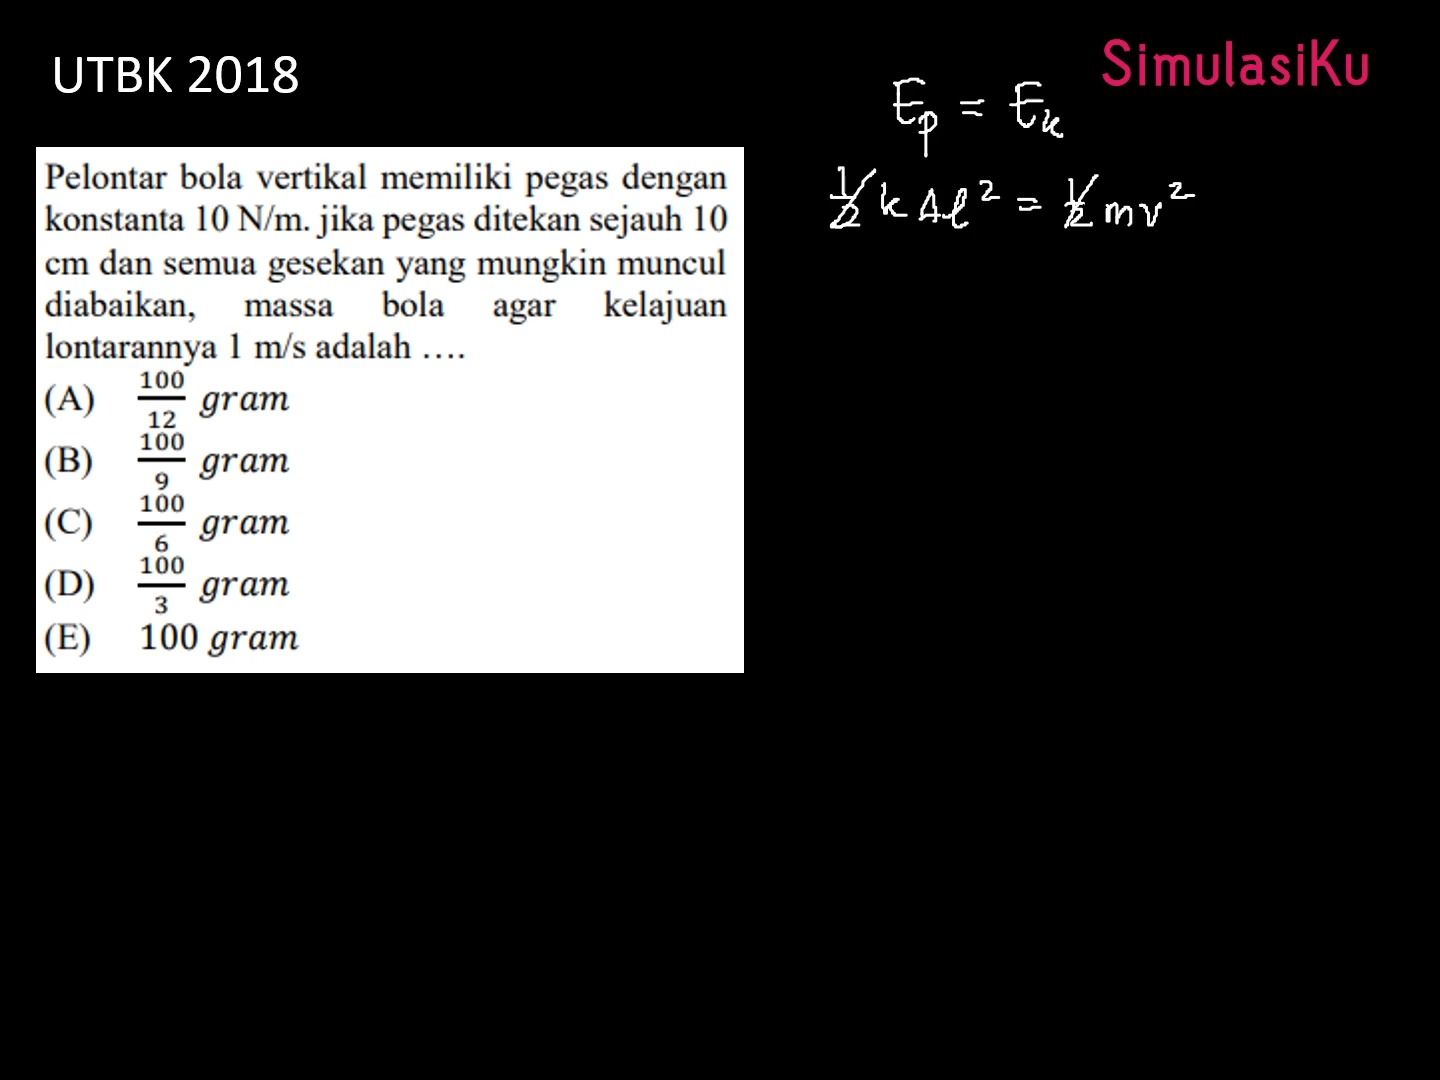 UTBK 2018
SimulasiKu
Pelontar bola vertikal memiliki pegas dengan
konstanta 10 N/m. jika pegas ditekan sejauh 10
cm dan semua gesekan yang mungkin muncul
diabaikan, massa bola agar kelajuan
lontarannya 1 m/s adalah ….
(A) 100/12 gram
(B) 100/9 gram
(C) 100/6 gram
(D) 100/3 gram
(E) 100 gram
Ep = Ek
1/2 k Δl² = 1/2 mv²